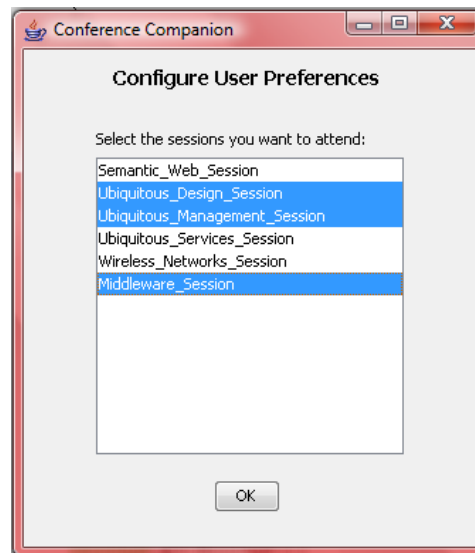 Conference Companion
Configure User Preferences
Select the sessions you want to attend:
Semantic_Web_Session
Ubiquitous_Design_Session
Ubiquitous_Management_Session
Ubiquitous_Services_Session
Wireless_Networks_Session
Middleware_Session
OK